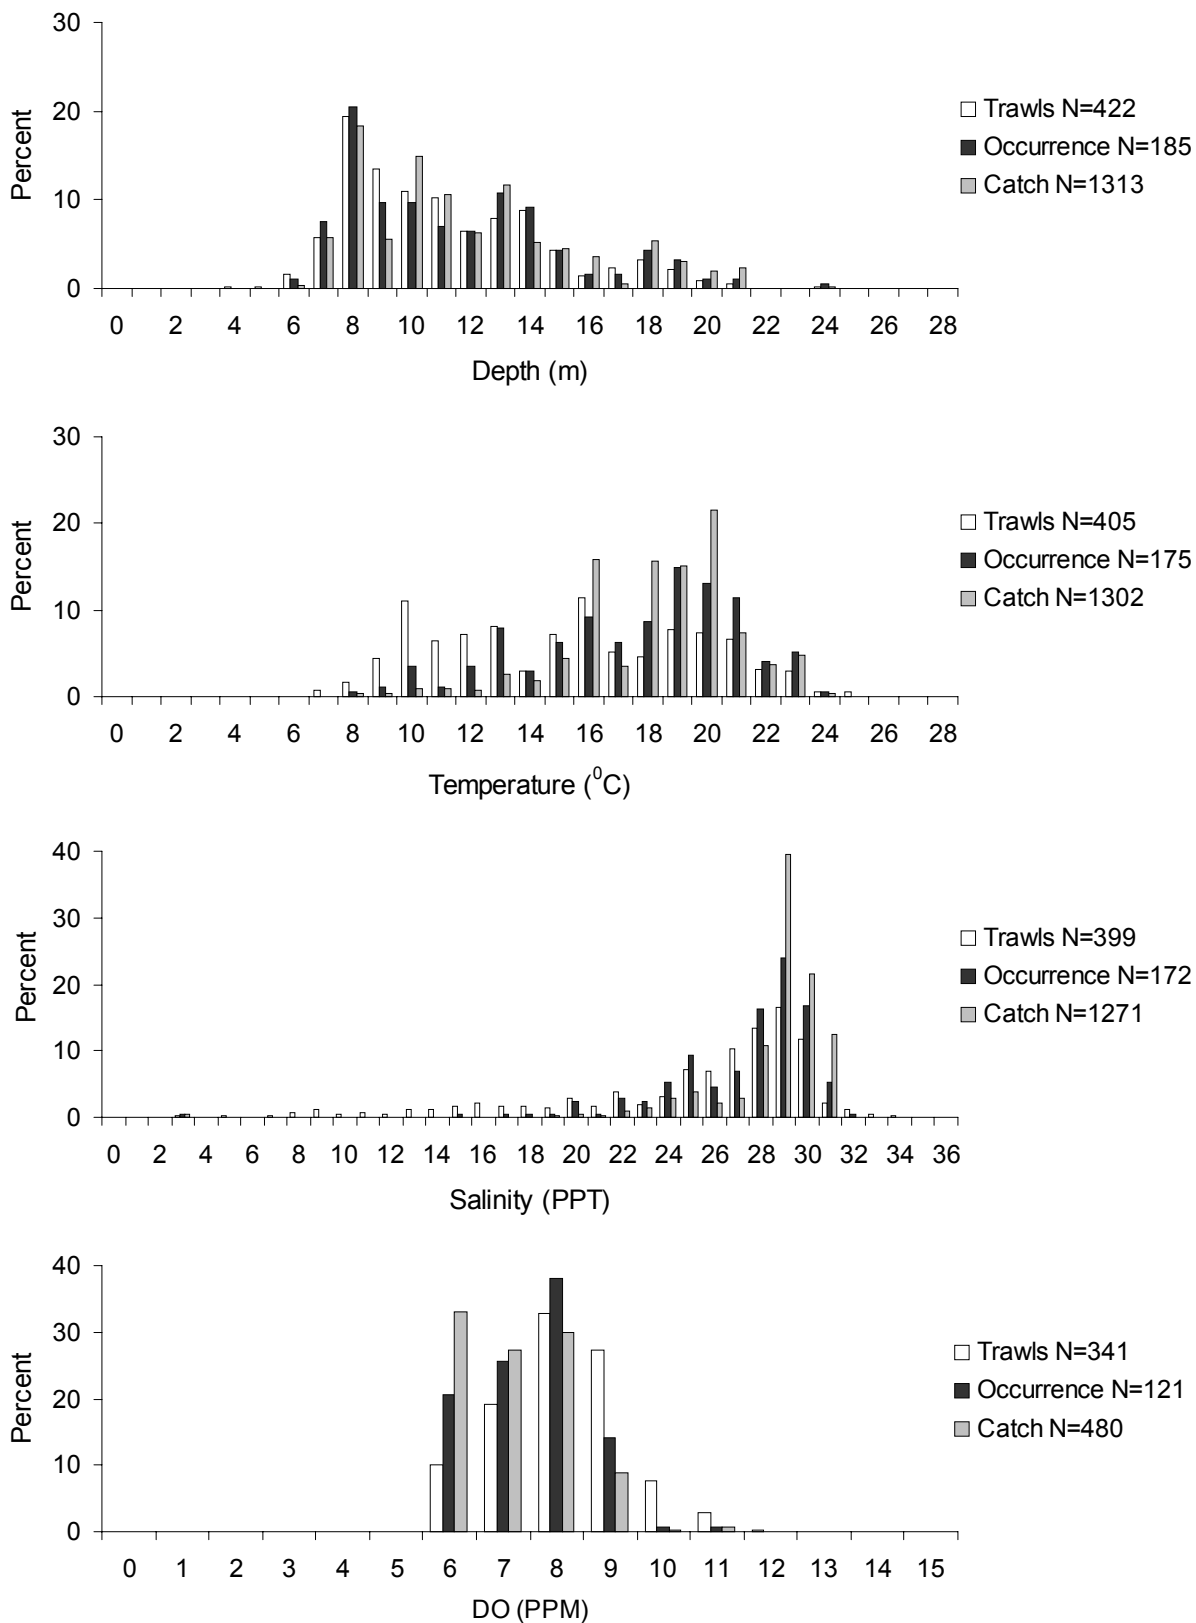 30
20
10
0
Percent
0 2 4 6 8 10 12 14 16 18 20 22 24 26 28
Depth (m)
Trawls N=422
Occurrence N=185
Catch N=1313
30
20
10
0
Percent
0 2 4 6 8 10 12 14 16 18 20 22 24 26 28
Temperature (⁰C)
Trawls N=405
Occurrence N=175
Catch N=1302
40
30
20
10
0
Percent
0 2 4 6 8 10 12 14 16 18 20 22 24 26 28 30 32 34 36
Salinity (PPT)
Trawls N=399
Occurrence N=172
Catch N=1271
40
30
20
10
0
Percent
0 1 2 3 4 5 6 7 8 9 10 11 12 13 14 15
DO (PPM)
Trawls N=341
Occurrence N=121
Catch N=480